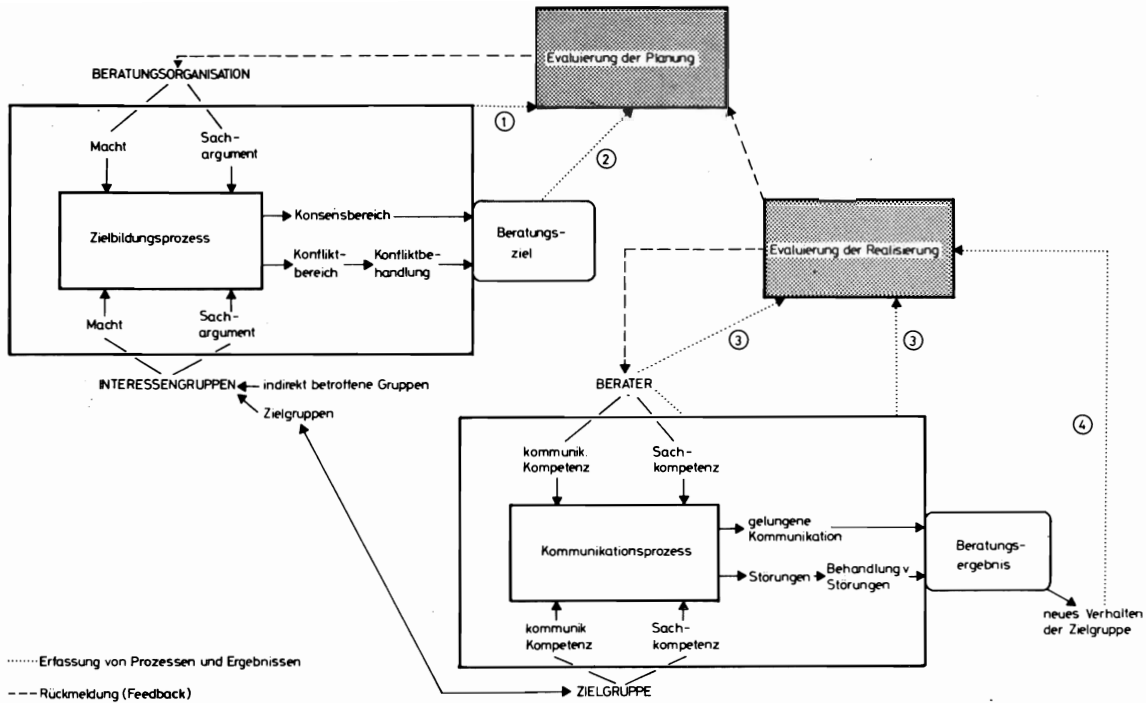 Evaluierung der Planung
BERATUNGSORGANISATION
①
Macht
Sach-
argument
②
Zielbildungsprozess
Konsensbereich
Konflikt-
bereich
Konfliktbe-
handlung
Beratungs-
ziel
Evaluierung der Realisierung
Macht
Sach-
argument
③
③
INTERESSENGRUPPEN
indirekt betroffene Gruppen
Zielgruppen
BERATER
④
kommunik.
Kompetenz
Sach-
kompetenz
Kommunikationsprozess
gelungene
Kommunikation
Störungen
Behandlung v
Störungen
Beratungs-
ergebnis
neues Verhalten
der Zielgruppe
kommunik
Kompetenz
Sach-
kompetenz
ZIELGRUPPE
Erfassung von Prozessen und Ergebnissen
Rückmeldung (Feedback)